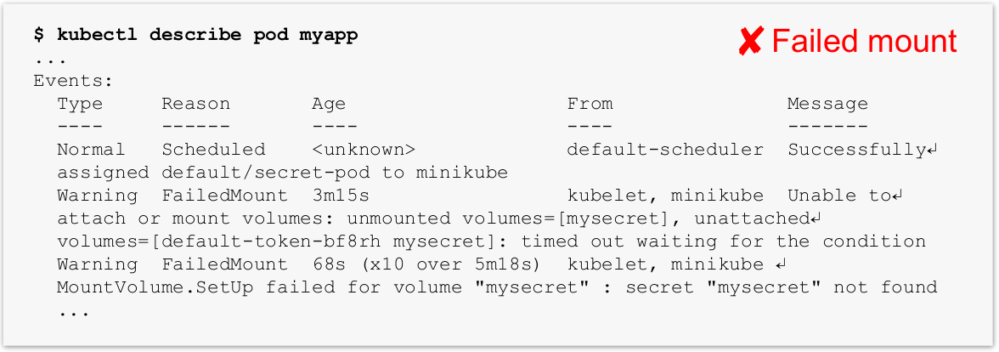 $ kubectl describe pod myapp
✘ Failed mount
...
Events:
Type Reason Age From Message
---- ------ ---- ---- -------
Normal Scheduled <unknown> default-scheduler Successfully↵
assigned default/secret-pod to minikube
Warning FailedMount 3m15s kubelet, minikube Unable to↵
attach or mount volumes: unmounted volumes=[mysecret], unattached↵
volumes=[default-token-bf8rh mysecret]: timed out waiting for the condition
Warning FailedMount 68s (x10 over 5m18s) kubelet, minikube ↵
MountVolume.SetUp failed for volume "mysecret" : secret "mysecret" not found
...